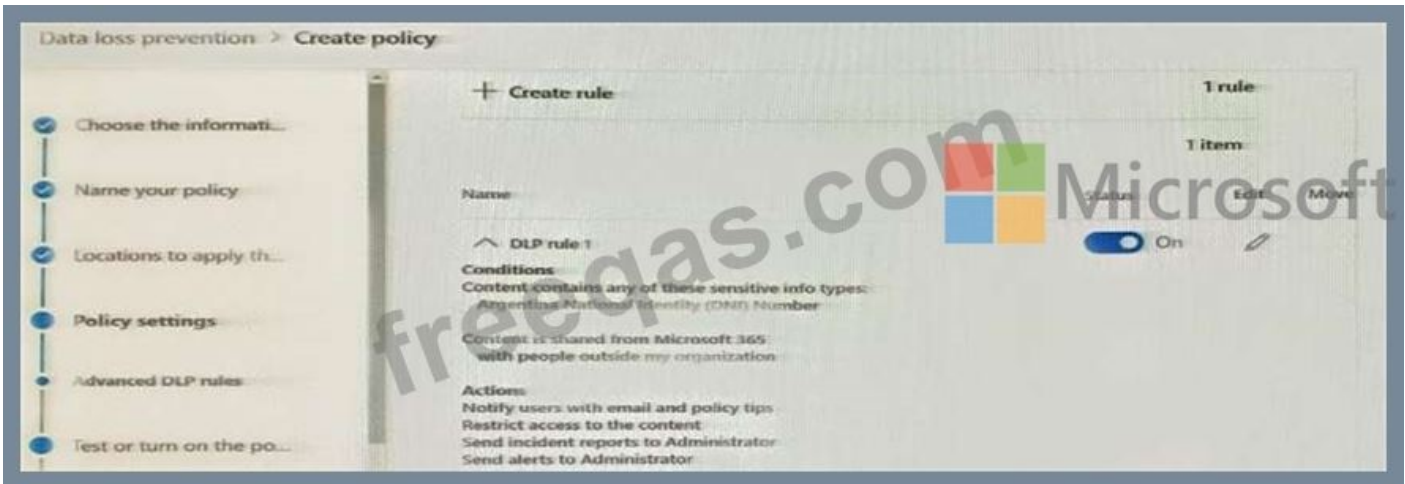 Data loss prevention > Create policy
+ Create rule
1 rule
Choose the informati...
1 item
Name your policy
Name
Status
Edit
Move
Microsoft
freeqas.com
DLP rule 1
On
Locations to apply th...
Conditions
Content contains any of these sensitive info types:
Argentina National Identity (DNI) Number
Policy settings
Content is shared from Microsoft 365
with people outside my organization
Advanced DLP rules
Actions
Notify users with email and policy tips
Restrict access to the content
Send incident reports to Administrator
Send alerts to Administrator
Test or turn on the po...